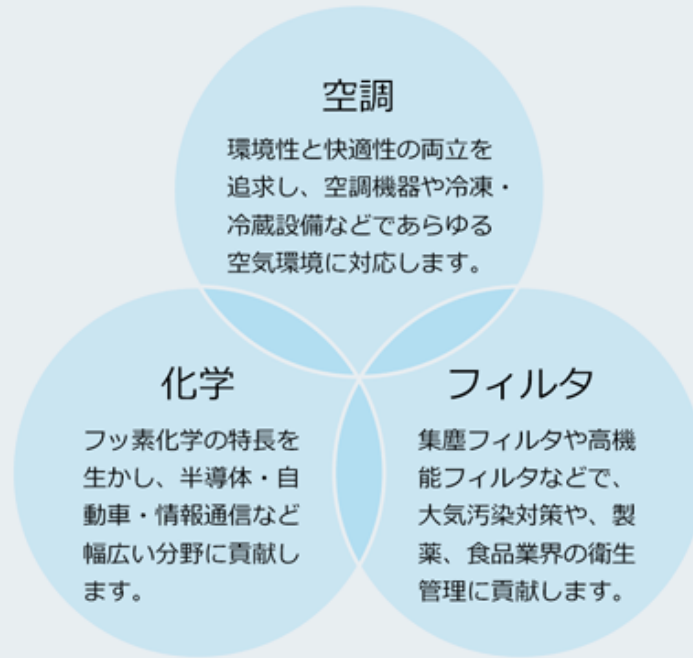 空調
環境性と快適性の両立を
追求し、空調機器や冷凍・
冷蔵設備などであらゆる
空気環境に対応します。
化学
フッ素化学の特長を
生かし、半導体・自
動車・情報通信など
幅広い分野に貢献し
ます。
フィルタ
集塵フィルタや高機
能フィルタなどで、
大気汚染対策や、製
薬、食品業界の衛生
管理に貢献します。